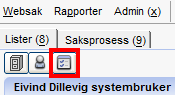 Websak Rapporter Admin (x)
Lister (8) Saksprosess (9)
Eivind Dillevig systembruker